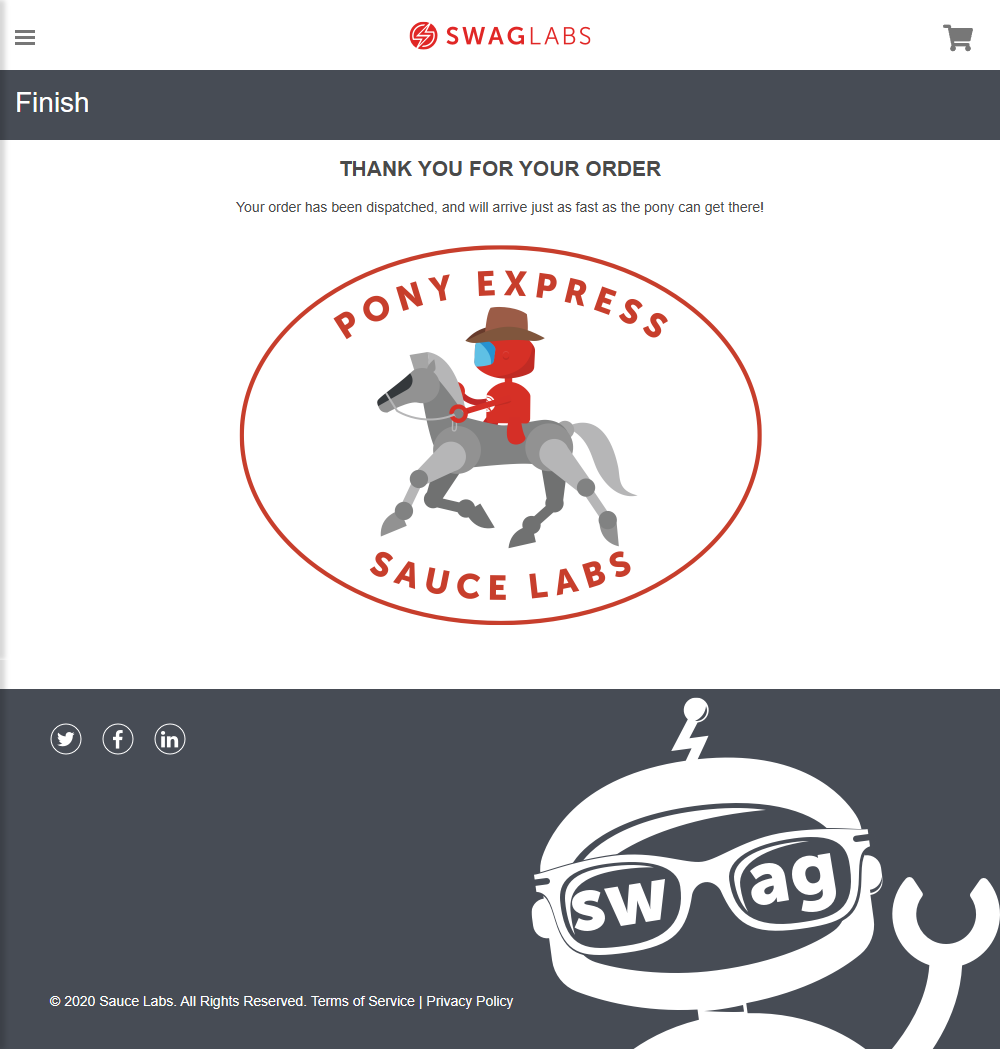 SWAGLABS
Finish
THANK YOU FOR YOUR ORDER
Your order has been dispatched, and will arrive just as fast as the pony can get there!
PONY EXPRESS
SAUCE LABS
swag
© 2020 Sauce Labs. All Rights Reserved. Terms of Service | Privacy Policy